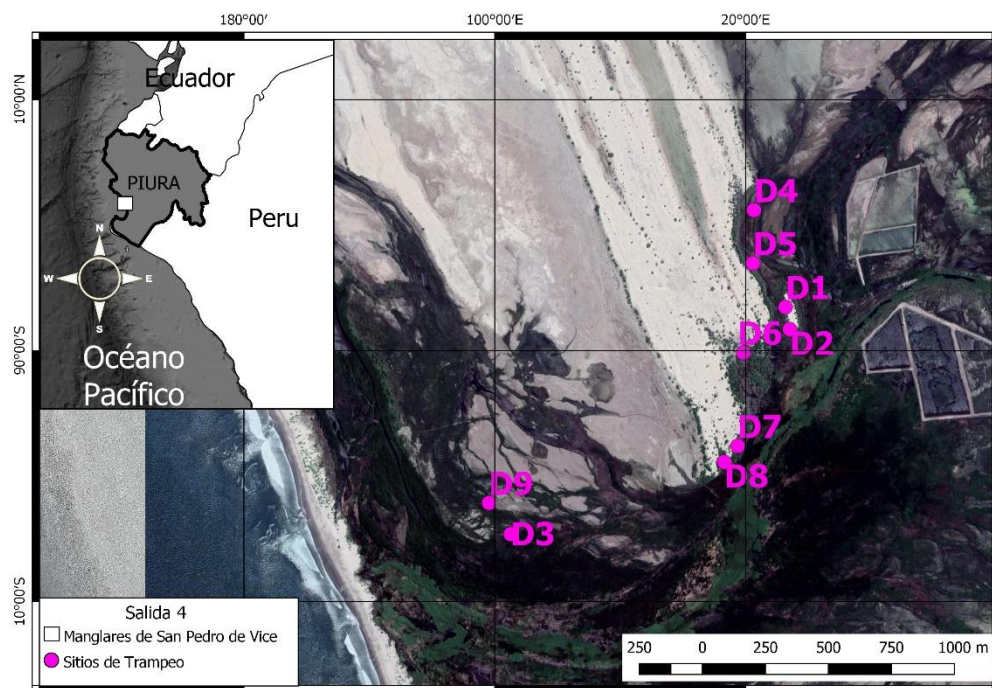 180°00'
100°00'E
20°00'E
10°00'N
90°00'
10°00'S
Ecuador
PIURA
Peru
N
W
E
S
Océano
Pacífico
D4
D5
D1
D6
D2
D7
D8
D9
D3
Salida 4
Manglares de San Pedro de Vice
Sitios de Trampeo
250 0 250 500 750 1000 m